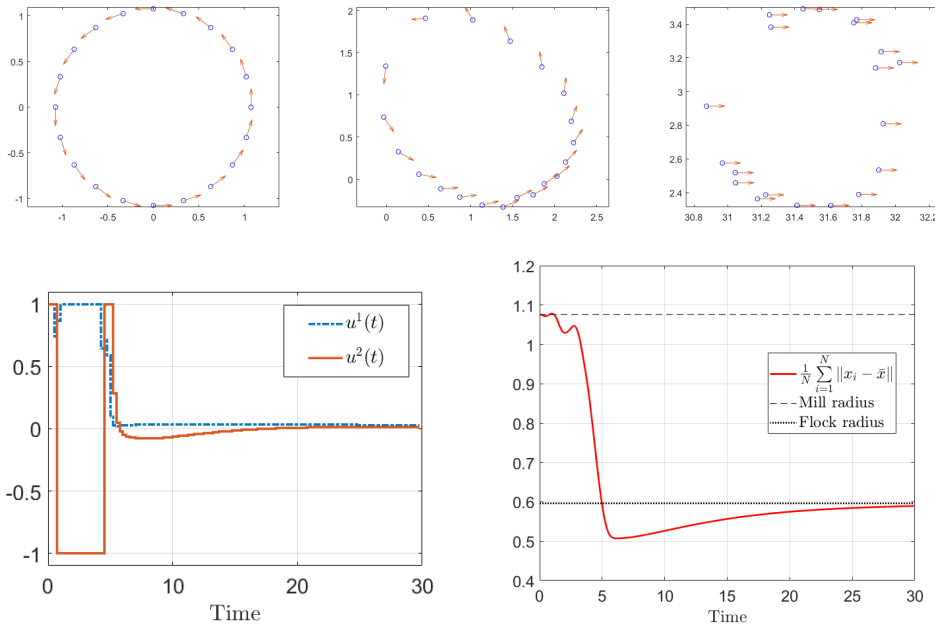 1
0.5
0
-0.5
-1
-1 -0.5 0 0.5 1
2
1.5
1
0.5
0
0 0.5 1 1.5 2 2.5
3.4
3.2
3
2.8
2.6
2.4
30.8 31 31.2 31.4 31.6 31.8 32 32.2
1
0.5
0
-0.5
-1
0 10 20 30
Time
u¹(t)
u²(t)
1.2
1.1
1
0.9
0.8
0.7
0.6
0.5
0.4
0 5 10 15 20 25 30
Time
1/N ∑_{i=1}^{N} ‖x_i − x̄‖
Mill radius
Flock radius